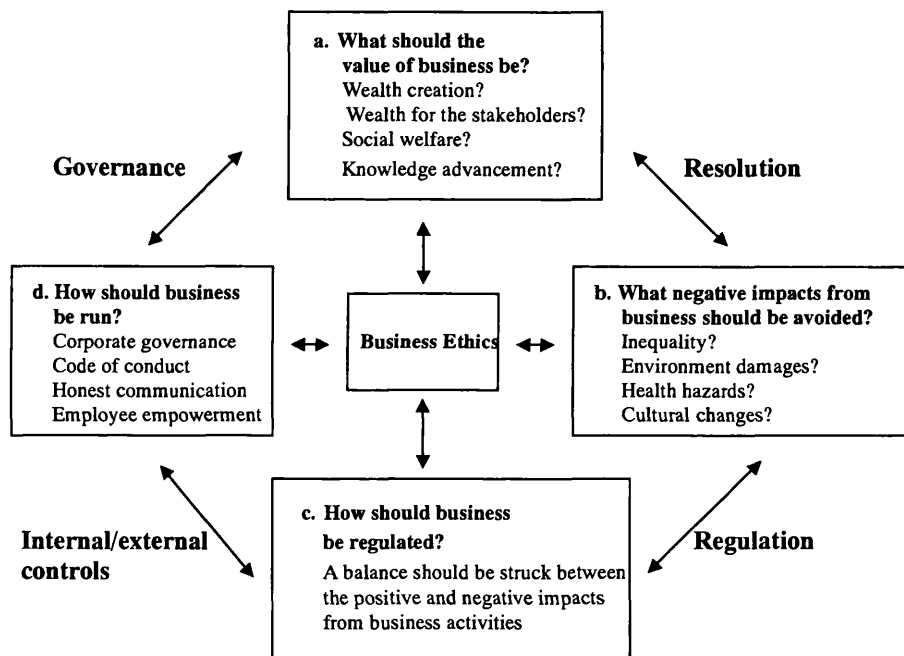 a. What should the
value of business be?
Wealth creation?
Wealth for the stakeholders?
Social welfare?
Knowledge advancement?
Governance
Resolution
d. How should business
be run?
Corporate governance
Code of conduct
Honest communication
Employee empowerment
Business Ethics
b. What negative impacts from
business should be avoided?
Inequality?
Environment damages?
Health hazards?
Cultural changes?
Internal/external
controls
c. How should business
be regulated?
A balance should be struck between
the positive and negative impacts
from business activities
Regulation